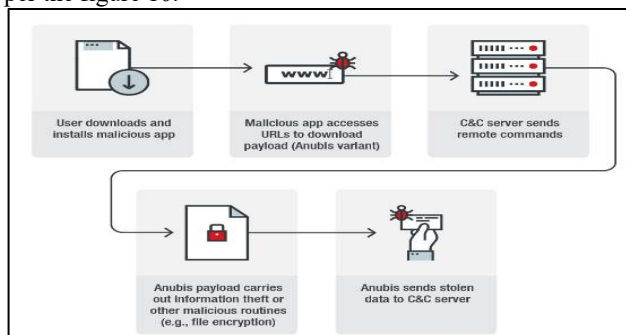 per the figure 10.
www
User downloads and
installs malicious app
Malicious app accesses
URLs to download
payload (Anubis variant)
C&C server sends
remote commands
Anubis payload carries
out information theft or
other malicious routines
(e.g., file encryption)
Anubis sends stolen
data to C&C server